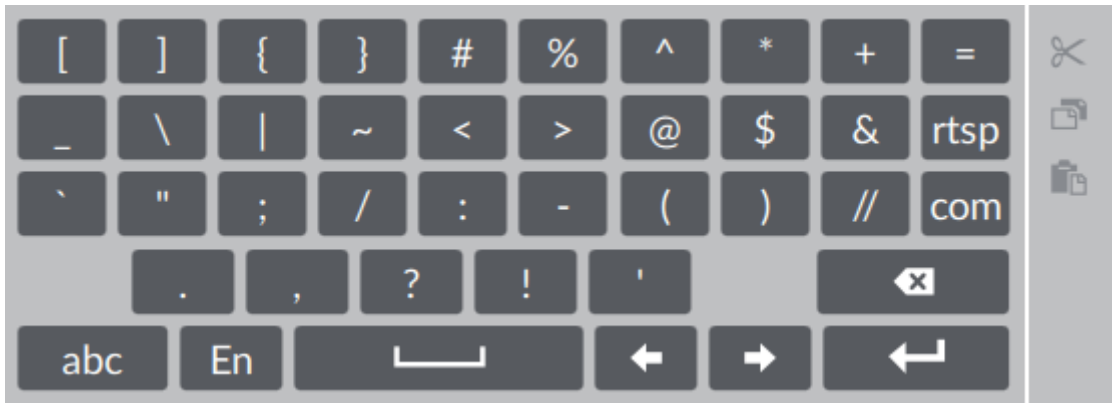 [ ] { } # % ^ * + =
_ \ | ~ < > @ $ & rtsp
` " ; / : - ( ) // com
. , ? ! '
abc En